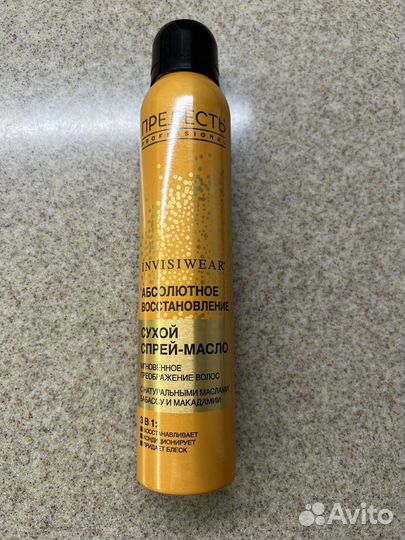 ПРЕЛЕСТЬ
PROFESSIONAL
INVISIWEAR®
АБСОЛЮТНОЕ
ВОССТАНОВЛЕНИЕ
СУХОЙ
СПРЕЙ-МАСЛО
МГНОВЕННОЕ
ПРЕОБРАЖЕНИЕ ВОЛОС
С НАТУРАЛЬНЫМИ МАСЛАМИ
БАБАССУ И МАКАДАМИИ
3 В 1:
ВОССТАНАВЛИВАЕТ
КОНДИЦИОНИРУЕТ
ПРИДАЕТ БЛЕСК
Avito